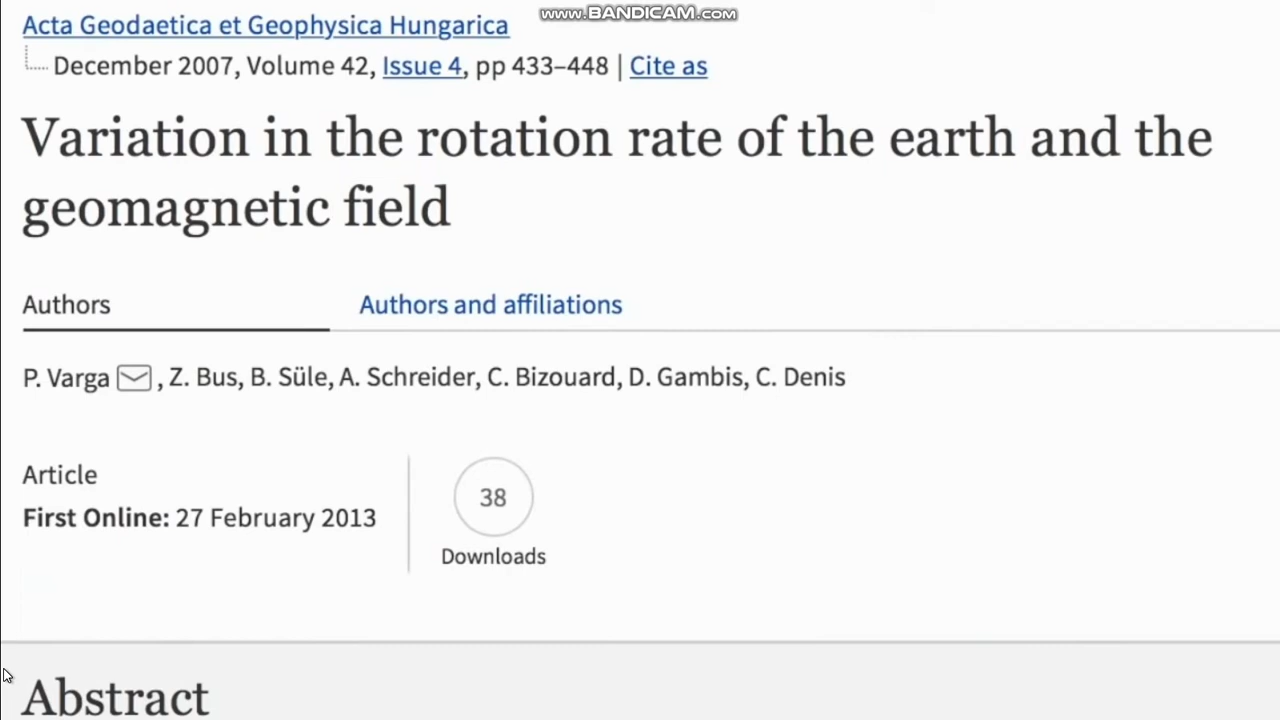 www.BANDICAM.com
Acta Geodaetica et Geophysica Hungarica
December 2007, Volume 42, Issue 4, pp 433–448 | Cite as
Variation in the rotation rate of the earth and the
geomagnetic field
Authors Authors and affiliations
P. Varga , Z. Bus, B. Süle, A. Schreider, C. Bizouard, D. Gambis, C. Denis
Article
First Online: 27 February 2013
38
Downloads
Abstract